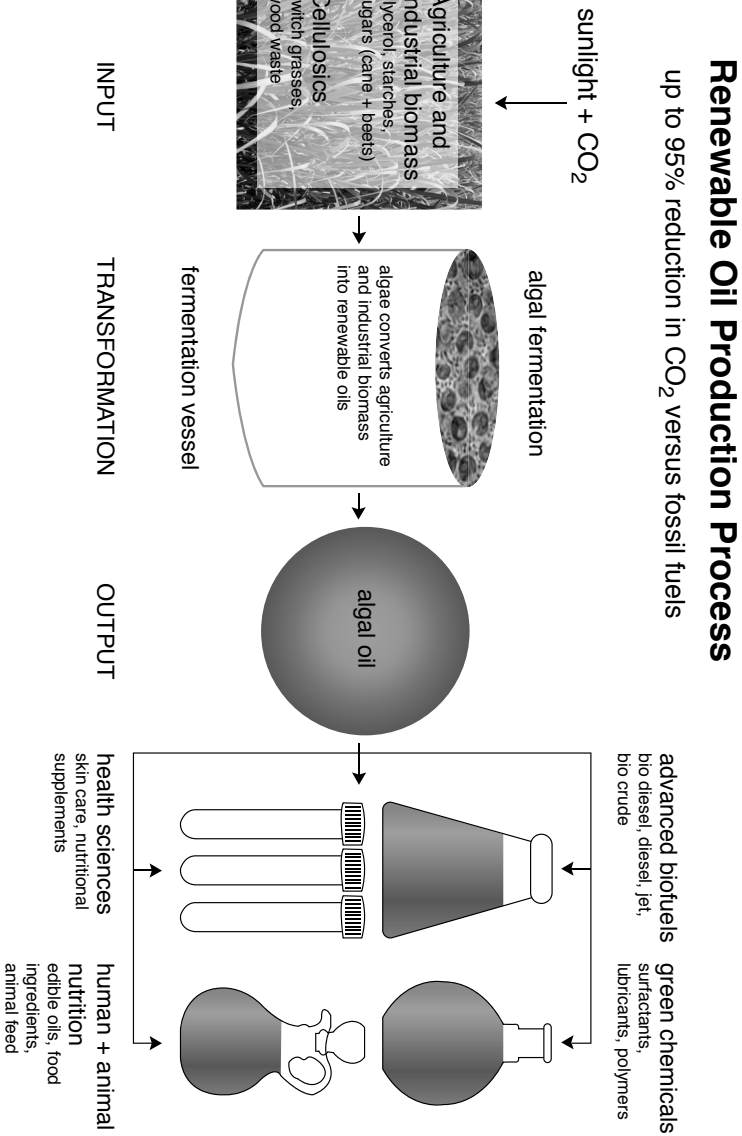 Renewable Oil Production Process
up to 95% reduction in CO₂ versus fossil fuels
sunlight + CO₂
Agriculture and
industrial biomass
lycerol, starches,
ugars (cane + beets)
Cellulosics
witch grasses,
ood waste
INPUT
algal fermentation
algae converts agriculture
and industrial biomass
into renewable oils
fermentation vessel
TRANSFORMATION
algal oil
OUTPUT
advanced biofuels
bio diesel, diesel, jet,
bio crude
green chemicals
surfactants,
lubricants, polymers
health sciences
skin care, nutritional
supplements
human + animal
nutrition
edible oils, food
ingredients,
animal feed